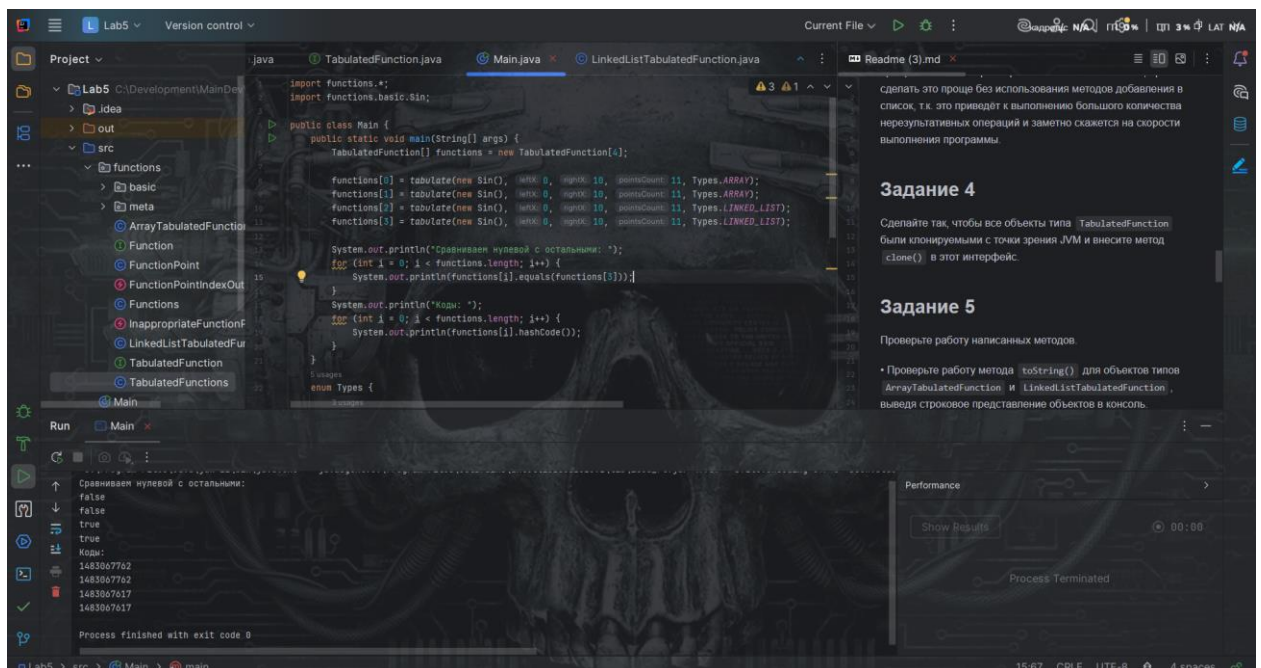 Lab5
Version control
Current File
LAT
Project
.java
TabulatedFunction.java
Main.java
LinkedListTabulatedFunction.java
Readme (3).md
Lab5 C:\Development\MainDev
.idea
out
src
functions
basic
meta
ArrayTabulatedFunction
Function
FunctionPoint
FunctionPointIndexOut
Functions
InappropriateFunctionP
LinkedListTabulatedFur
TabulatedFunction
TabulatedFunctions
Main
import functions.*;
import functions.basic.Sin;
3 1
public class Main {
public static void main(String[] args) {
TabulatedFunction[] functions = new TabulatedFunction[4];
functions[0] = tabulate(new Sin(), leftX: 0, rightX: 10, pointsCount: 11, Types.ARRAY);
functions[1] = tabulate(new Sin(), leftX: 0, rightX: 10, pointsCount: 11, Types.ARRAY);
functions[2] = tabulate(new Sin(), leftX: 0, rightX: 10, pointsCount: 11, Types.LINKED_LIST);
functions[3] = tabulate(new Sin(), leftX: 0, rightX: 10, pointsCount: 11, Types.LINKED_LIST);
System.out.println("Сравниваем нулевой с остальными: ");
for (int i = 0; i < functions.length; i++) {
15
System.out.println(functions[i].equals(functions[3]));
}
System.out.println("Коды: ");
for (int i = 0; i < functions.length; i++) {
System.out.println(functions[i].hashCode());
}
}
5 usages
enum Types {
3 usages
сделать это проще без использования методов добавления в
список, т.к. это приведёт к выполнению большого количества
нерезультативных операций и заметно скажется на скорости
выполнения программы.
Задание 4
Сделайте так, чтобы все объекты типа TabulatedFunction
были клонируемыми с точки зрения JVM и внесите метод
clone() в этот интерфейс.
Задание 5
Проверьте работу написанных методов.
• Проверьте работу метода toString() для объектов типов
ArrayTabulatedFunction и LinkedListTabulatedFunction ,
выведя строковое представление объектов в консоль.
Run
Main
Сравниваем нулевой с остальными:
false
false
true
true
Коды:
1483067762
1483067762
1483067617
1483067617
Process finished with exit code 0
Performance
Show Results
00:00
Process Terminated
Lab5 > src > Main > main
15:67 CRLF UTF-8 4 spaces